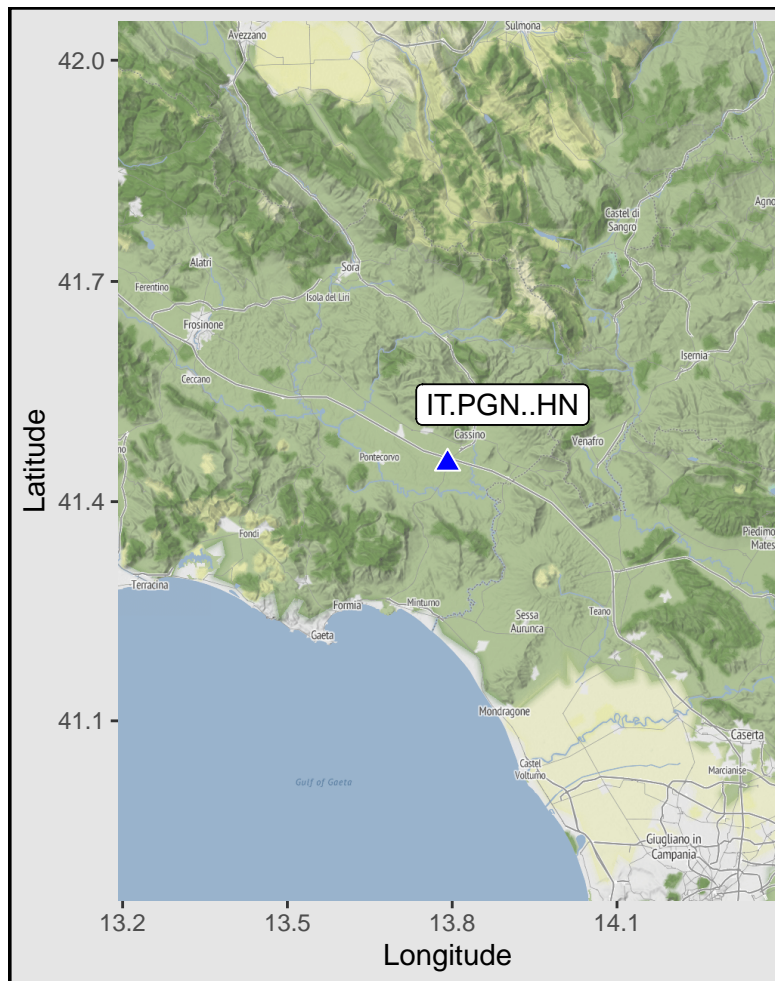 Avezzano
Sulmona
42.0
Castel di
Sangro
Alatri
Sora
41.7
Ferentino
Isola del Liri
Frosinone
Isernia
Ceccano
IT.PGN..HN
Cassino
Venafro
Pontecorvo
Latitude
41.4
Fondi
Piedimo
Mates
Terracina
Formia
Minturno
Sessa
Aurunca
Teano
Gaeta
41.1
Mondragone
Caserta
Castel
Volturno
Marcianise
Gulf of Gaeta
Giugliano in
Campania
13.2
13.5
13.8
14.1
Longitude